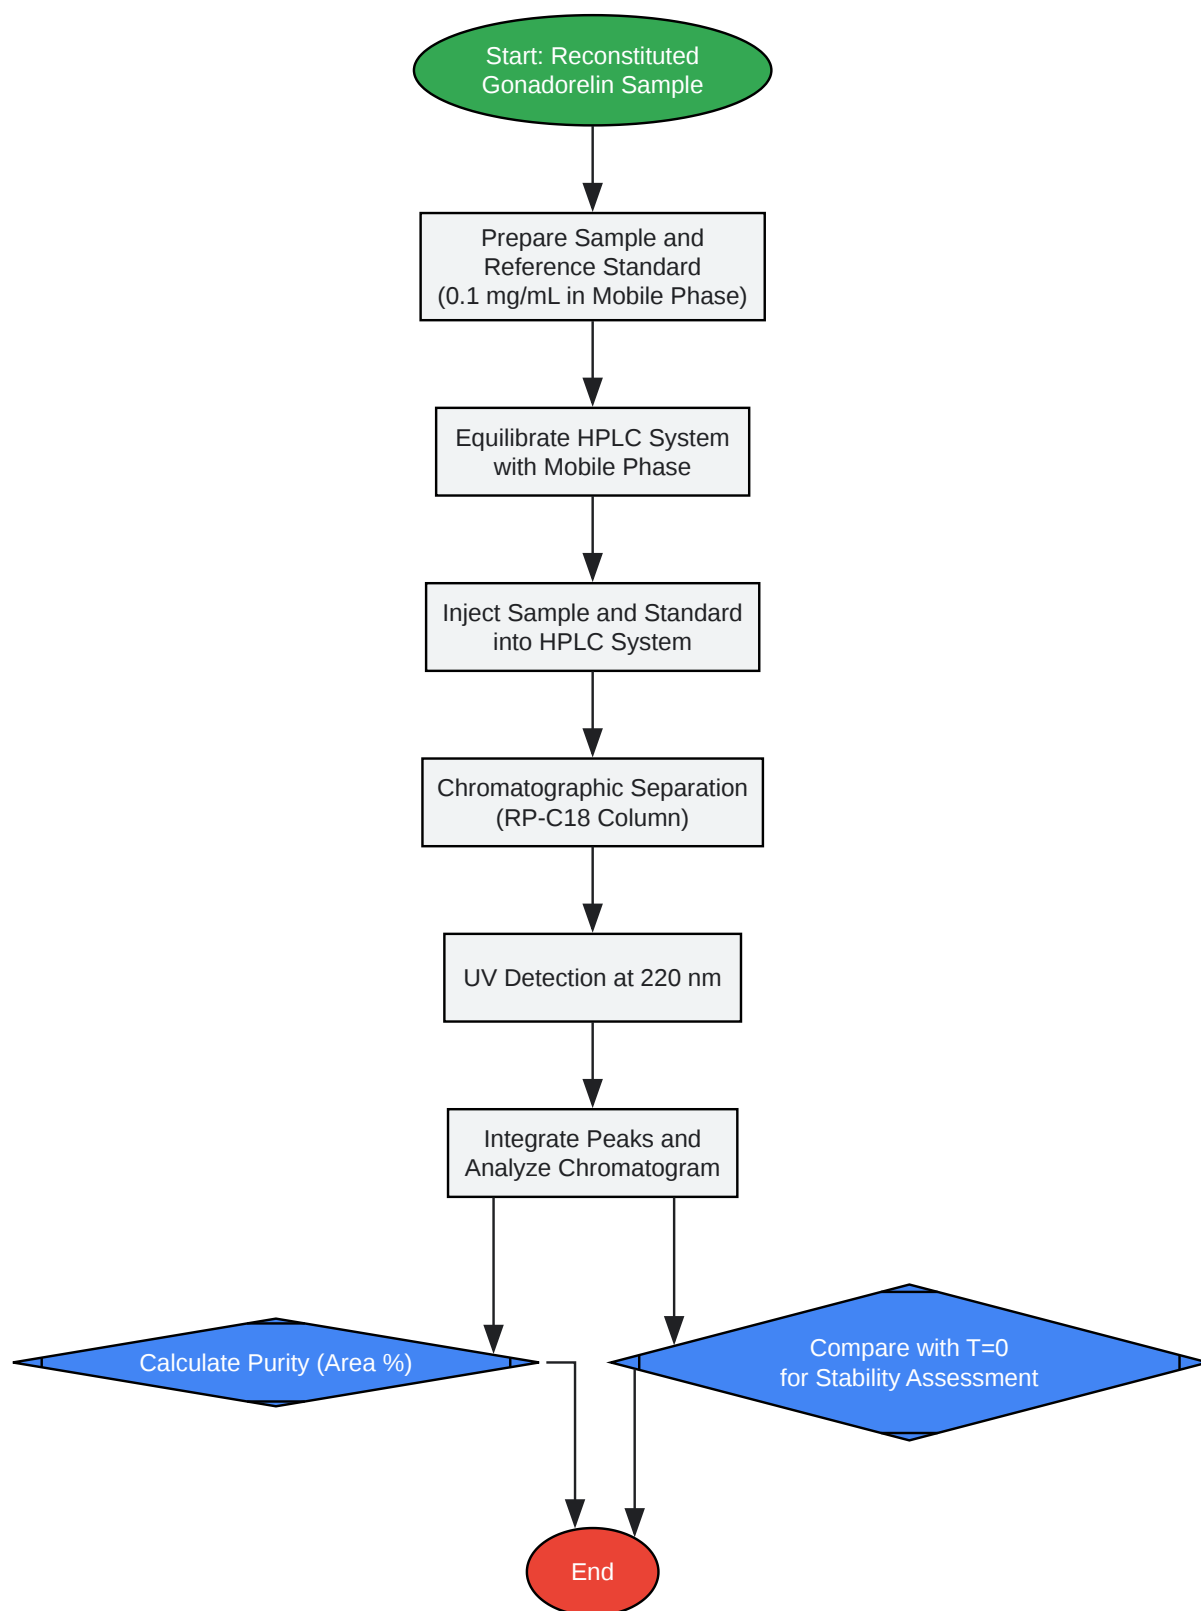 Start: Reconstituted
Gonadorelin Sample
Prepare Sample and
Reference Standard
(0.1 mg/mL in Mobile Phase)
Equilibrate HPLC System
with Mobile Phase
Inject Sample and Standard
into HPLC System
Chromatographic Separation
(RP-C18 Column)
UV Detection at 220 nm
Integrate Peaks and
Analyze Chromatogram
Calculate Purity (Area %)
Compare with T=0
for Stability Assessment
End